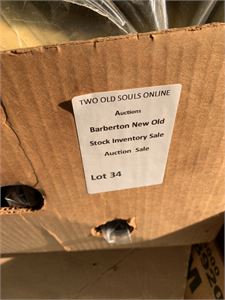 TWO OLD SOULS ONLINE
Auctions
Barberton New Old
Stock Inventory Sale
Auction Sale
Lot 34